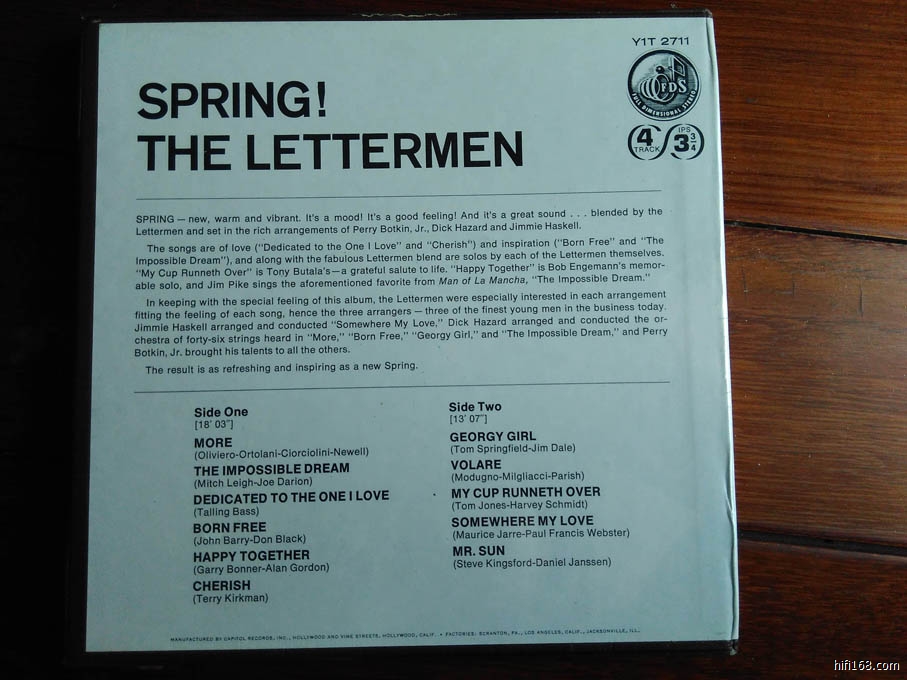 Y1T 2711
FDS
FULL DIMENSIONAL STEREO
4 TRACK
IPS 3 3/4
SPRING!
THE LETTERMEN
SPRING — new, warm and vibrant. It's a mood! It's a good feeling! And it's a great sound . . . blended by the
Lettermen and set in the rich arrangements of Perry Botkin, Jr., Dick Hazard and Jimmie Haskell.
The songs are of love ("Dedicated to the One I Love" and "Cherish") and inspiration ("Born Free" and "The
Impossible Dream"), and along with the fabulous Lettermen blend are solos by each of the Lettermen themselves.
"My Cup Runneth Over" is Tony Butala's—a grateful salute to life. "Happy Together" is Bob Engemann's memor-
able solo, and Jim Pike sings the aforementioned favorite from Man of La Mancha, "The Impossible Dream."
In keeping with the special feeling of this album, the Lettermen were especially interested in each arrangement
fitting the feeling of each song, hence the three arrangers — three of the finest young men in the business today.
Jimmie Haskell arranged and conducted "Somewhere My Love," Dick Hazard arranged and conducted the or-
chestra of forty-six strings heard in "More," "Born Free," "Georgy Girl," and "The Impossible Dream," and Perry
Botkin, Jr. brought his talents to all the others.
The result is as refreshing and inspiring as a new Spring.
Side One
[18' 03"]
MORE
(Oliviero-Ortolani-Ciorciolini-Newell)
THE IMPOSSIBLE DREAM
(Mitch Leigh-Joe Darion)
DEDICATED TO THE ONE I LOVE
(Talling Bass)
BORN FREE
(John Barry-Don Black)
HAPPY TOGETHER
(Garry Bonner-Alan Gordon)
CHERISH
(Terry Kirkman)
Side Two
[13' 07"]
GEORGY GIRL
(Tom Springfield-Jim Dale)
VOLARE
(Modugno-Milgliacci-Parish)
MY CUP RUNNETH OVER
(Tom Jones-Harvey Schmidt)
SOMEWHERE MY LOVE
(Maurice Jarre-Paul Francis Webster)
MR. SUN
(Steve Kingsford-Daniel Janssen)
MANUFACTURED BY CAPITOL RECORDS, INC., HOLLYWOOD AND VINE STREETS, HOLLYWOOD, CALIF. • FACTORIES: SCRANTON, PA., LOS ANGELES, CALIF., JACKSONVILLE, ILL.
hifi168.com